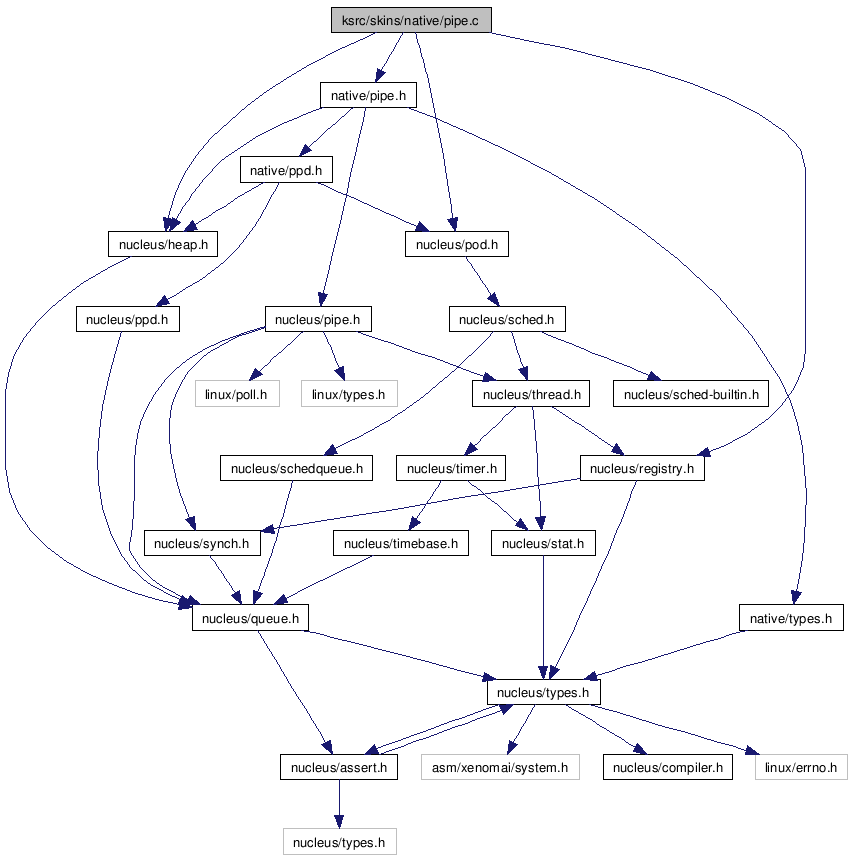 ksrc/skins/native/pipe.c
native/pipe.h
native/ppd.h
nucleus/heap.h
nucleus/pod.h
nucleus/ppd.h
nucleus/pipe.h
nucleus/sched.h
linux/poll.h
linux/types.h
nucleus/thread.h
nucleus/sched-builtin.h
nucleus/schedqueue.h
nucleus/timer.h
nucleus/registry.h
nucleus/synch.h
nucleus/timebase.h
nucleus/stat.h
nucleus/queue.h
native/types.h
nucleus/types.h
nucleus/assert.h
asm/xenomai/system.h
nucleus/compiler.h
linux/errno.h
nucleus/types.h